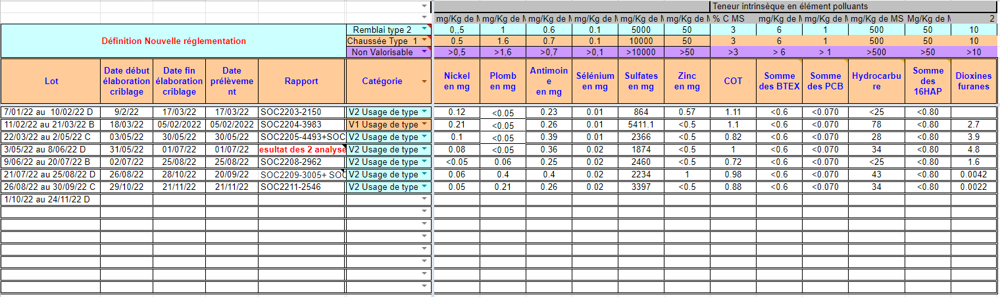 Teneur intrinsèque en élément polluants
mg/Kg de M mg/Kg de M mg/Kg de M mg/Kg de M mg/Kg de M mg/Kg de M % C MS mg/Kg de M mg/Kg de M mg/Kg de MS Mg/Kg de M 2
Définition Nouvelle réglementation
Remblai type 2 0,,5 1 0.6 0.1 5000 50 3 6 1 500 50 10
Chaussée Type 1 0.5 1.6 0.7 0.1 10000 50 3 6 1 500 50 10
Non Valorisable >0,5 >1,6 >0,7 >0,1 >10000 >50 >3 > 6 > 1 >500 >50 >10
Lot
Date début
élaboration
criblage
Date fin
élaboration
criblage
Date
prélèveme
nt
Rapport
Catégorie
Nickel
en mg
Plomb
en mg
Antimoin
e
en mg
Sélénium
en mg
Sulfates
en mg
Zinc
en mg
COT
Somme
des BTEX
Somme
des PCB
Hydrocarbu
re
Somme
des
16HAP
Dioxines
furanes
7/01/22 au 10/02/22 D 9/2/22 17/03/22 17/03/22 SOC2203-2150 V2 Usage de type 0.12 <0.05 0.23 0.01 864 0.57 1.11 <0.6 <0.070 <25 <0.80
11/02/22 au 21/03/22 B 18/03/22 05/02/2022 05/02/2022 SOC2204-3983 V1 Usage de type 0.21 <0.05 0.26 0.01 5411.1 <0.5 1.1 <0.6 <0.070 78 <0.80 2.7
22/03/22 au 2/05/22 C 03/05/22 30/05/22 30/05/22 SOC2205-4493+SOC V2 Usage de type 0.1 <0.05 0.39 0.01 2366 <0.5 0.82 <0.6 <0.070 28 <0.80 3.9
3/05/22 au 8/06/22 D 31/05/22 01/07/22 01/07/22 esultat des 2 analyse V2 Usage de type 0.08 <0.05 0.36 0.02 1874 <0.5 1 <0.6 <0.070 34 <0.80 4.8
9/06/22 au 20/07/22 B 02/07/22 25/08/22 25/08/22 SOC2208-2962 V2 Usage de type <0.05 0.06 0.25 0.02 2460 <0.5 0.72 <0.6 <0.070 <25 <0.80 1.6
21/07/22 au 25/08/22 D 26/08/22 28/10/22 20/09/22 SOC2209-3005+ SOC V2 Usage de type 0.06 0.4 0.4 0.02 2234 1 0.98 <0.6 <0.070 43 <0.80 0.0042
26/08/22 au 30/09/22 C 29/10/22 21/11/22 21/11/22 SOC2211-2546 V2 Usage de type 0.05 0.21 0.26 0.02 3397 <0.5 0.88 <0.6 <0.070 34 <0.80 0.0022
1/10/22 au 24/11/22 D